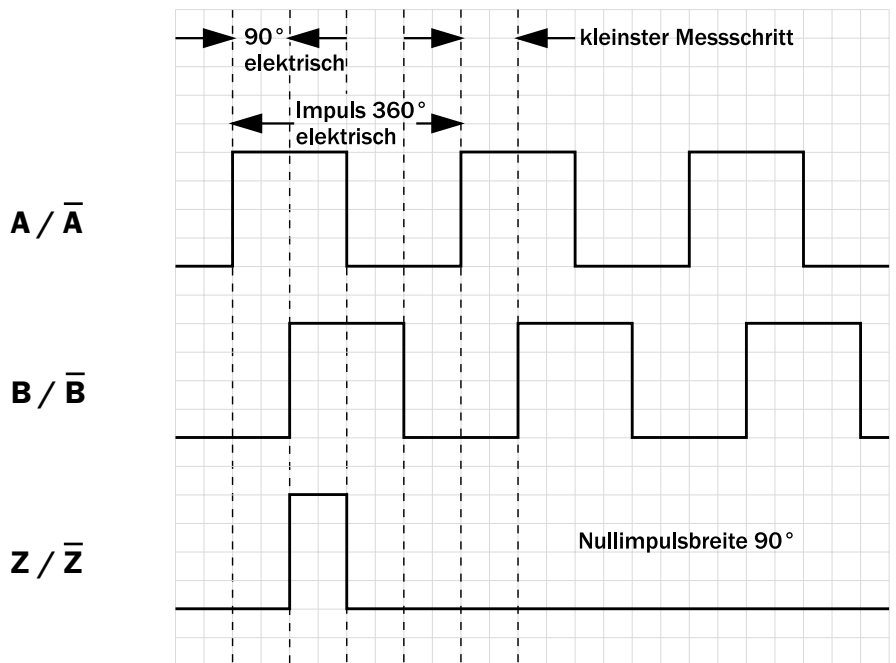 90° kleinster Messschritt
elektrisch
Impuls 360°
elektrisch
A / A̅
B / B̅
Z / Z̅
Nullimpulsbreite 90°